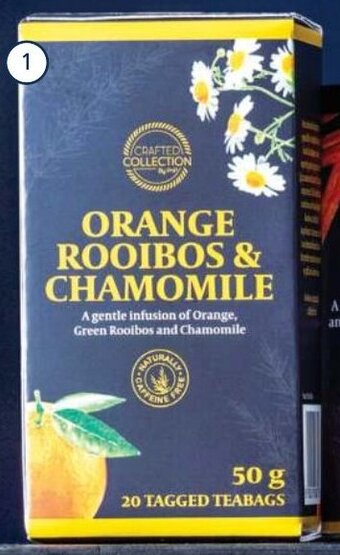 1
CRAFTED
COLLECTION
ORANGE
ROOIBOS &
CHAMOMILE
A gentle infusion of Orange,
Green Rooibos and Chamomile
NATURALLY
CAFFEINE FREE
50 g
20 TAGGED TEABAGS
A
an